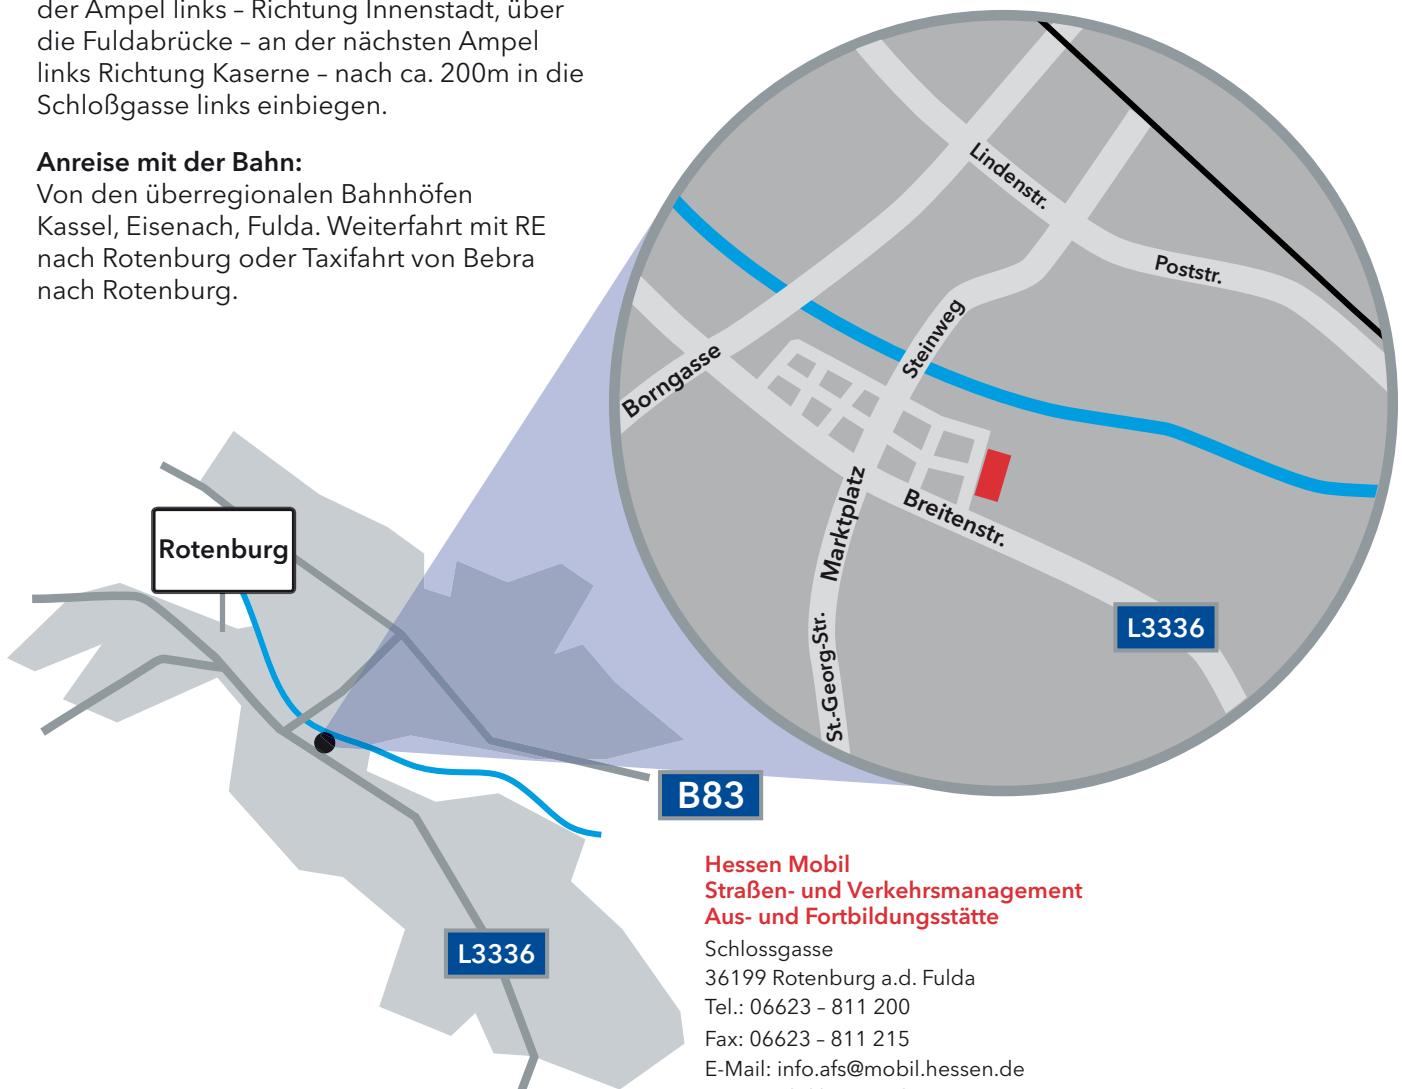 der Ampel links – Richtung Innenstadt, über
die Fuldabrücke – an der nächsten Ampel
links Richtung Kaserne – nach ca. 200m in die
Schloßgasse links einbiegen.
Anreise mit der Bahn:
Von den überregionalen Bahnhöfen
Kassel, Eisenach, Fulda. Weiterfahrt mit RE
nach Rotenburg oder Taxifahrt von Bebra
nach Rotenburg.
Lindenstr.
Poststr.
Steinweg
Borngasse
Marktplatz
Breitenstr.
St.-Georg-Str.
L3336
Rotenburg
B83
L3336
Hessen Mobil
Straßen- und Verkehrsmanagement
Aus- und Fortbildungsstätte
Schlossgasse
36199 Rotenburg a.d. Fulda
Tel.: 06623 – 811 200
Fax: 06623 – 811 215
E-Mail: info.afs@mobil.hessen.de